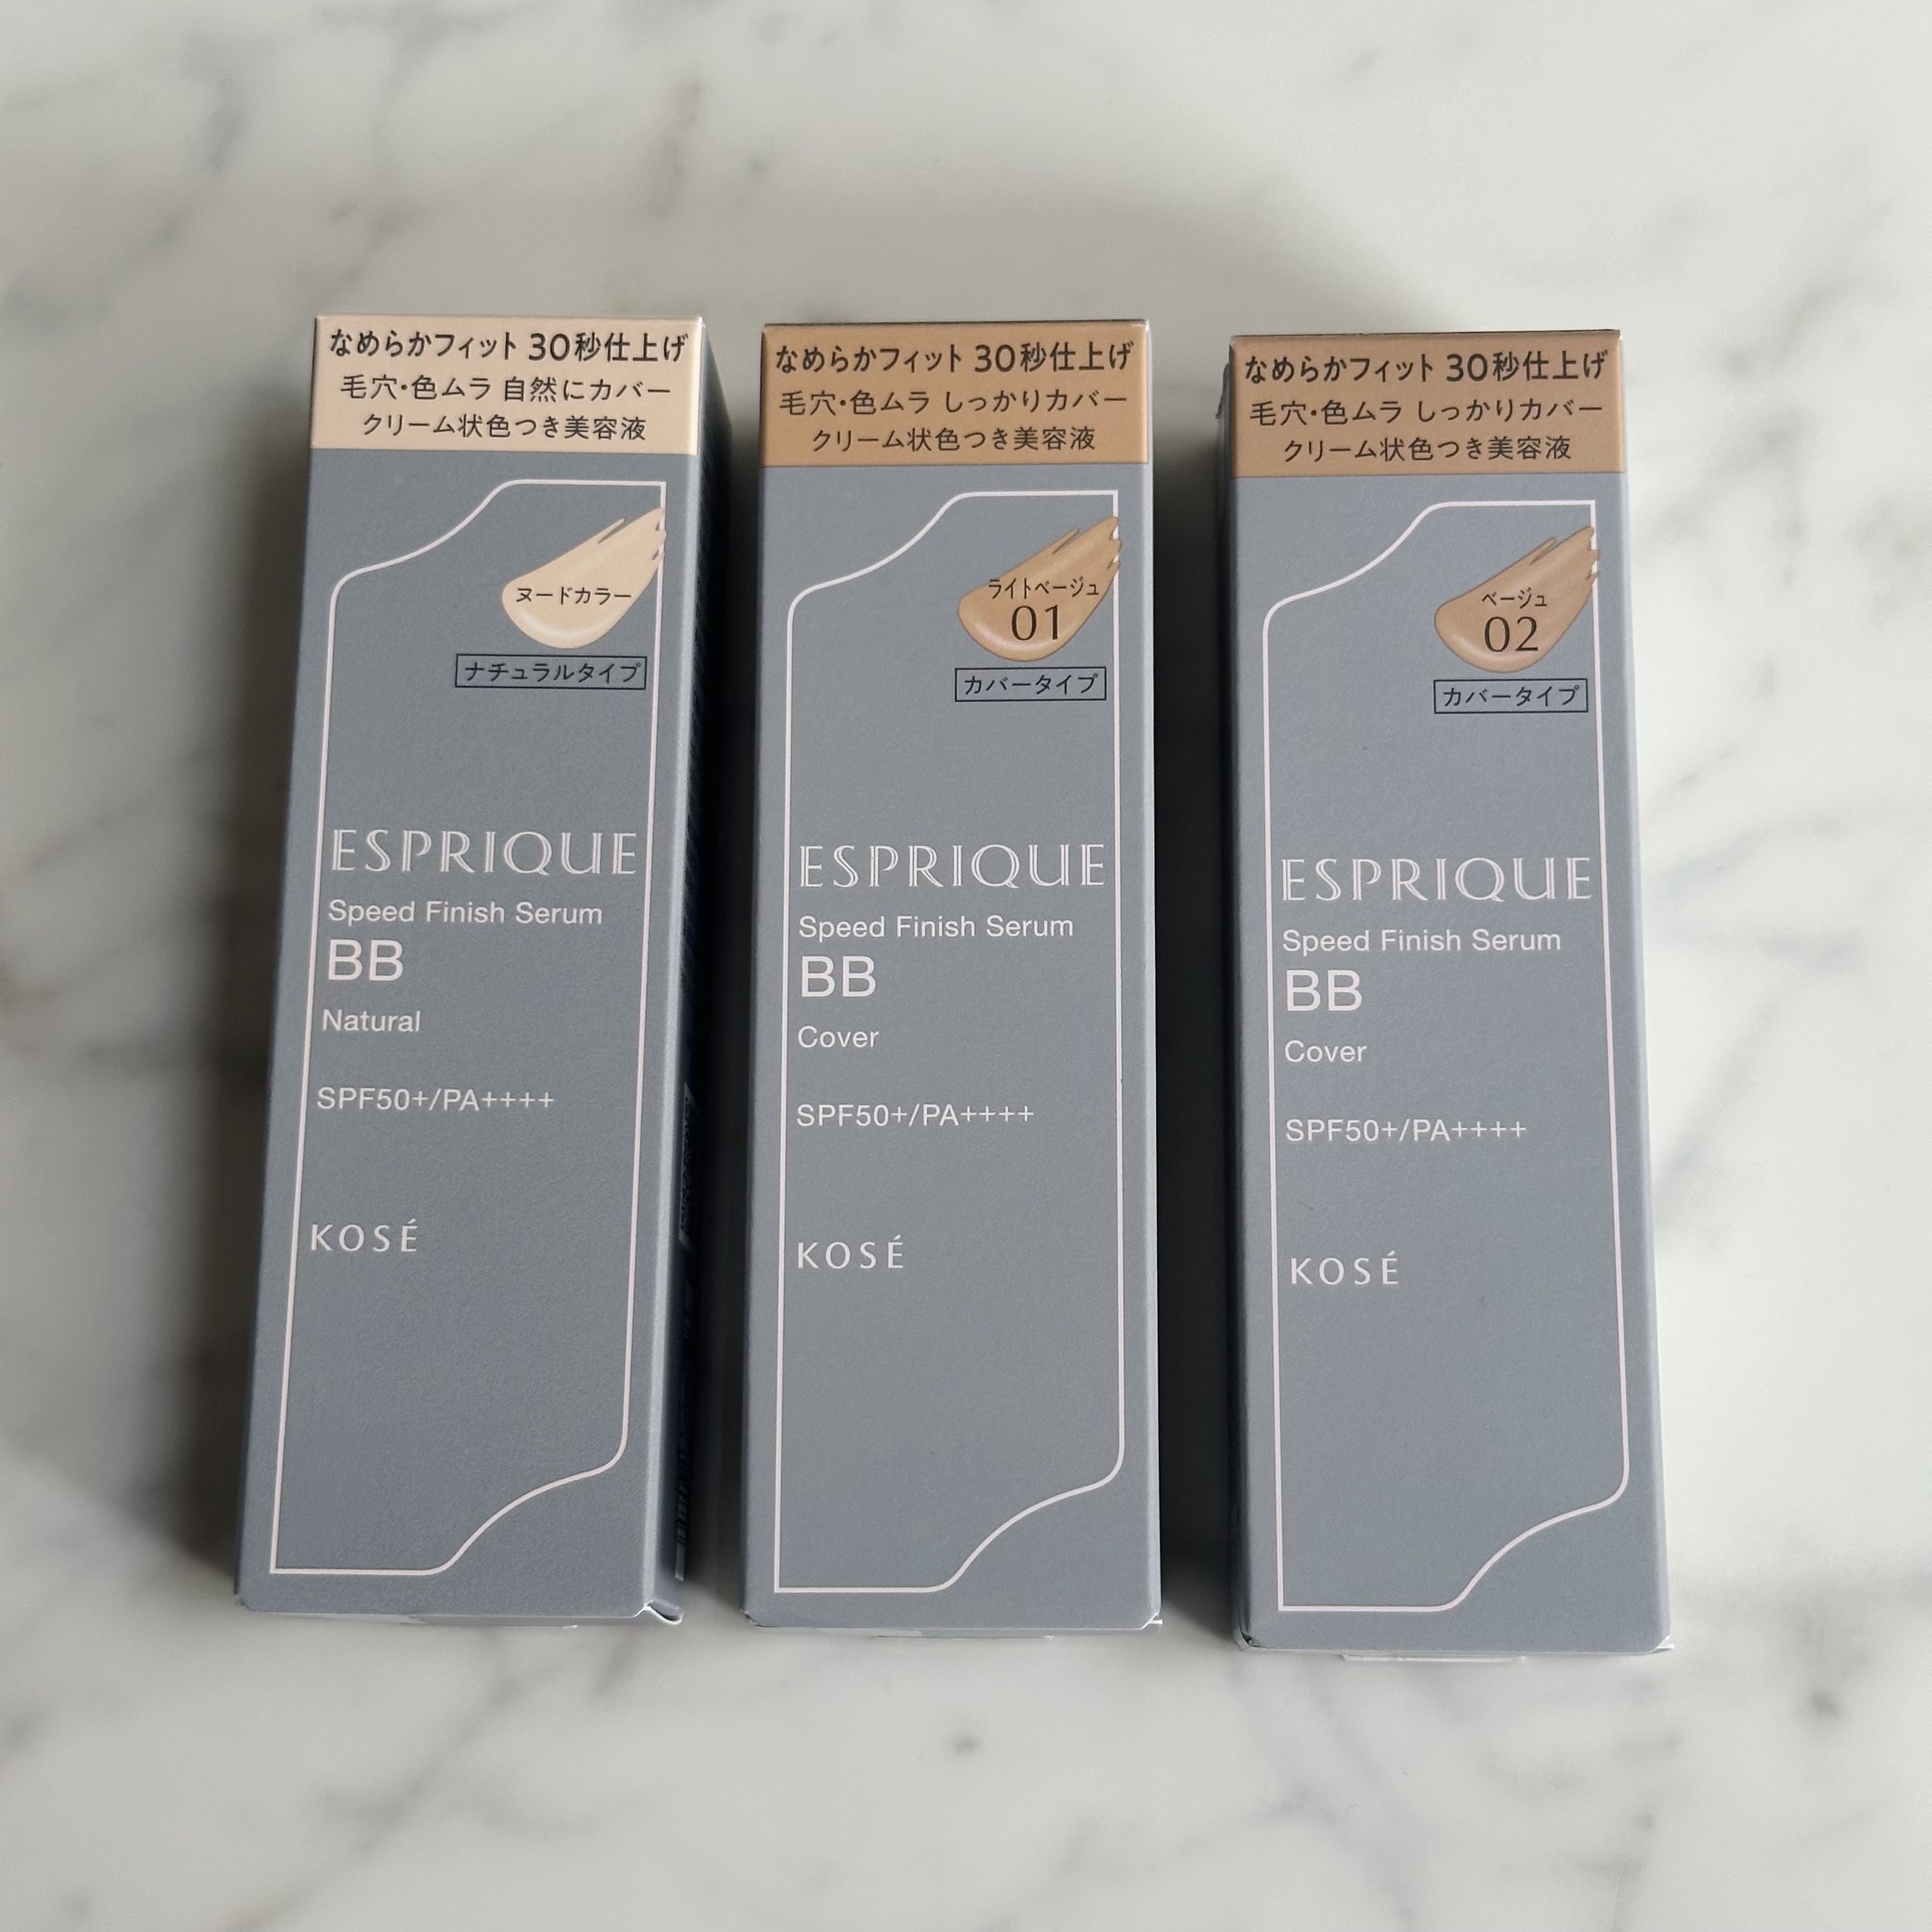 なめらかフィット 30秒仕上げ
毛穴・色ムラ 自然にカバー
クリーム状色つき美容液
ヌードカラー
ナチュラルタイプ
ESPRIQUE
Speed Finish Serum
BB
Natural
SPF50+/PA++++
KOSÉ
なめらかフィット 30秒仕上げ
毛穴・色ムラ しっかりカバー
クリーム状色つき美容液
ライトベージュ
01
カバータイプ
ESPRIQUE
Speed Finish Serum
BB
Cover
SPF50+/PA++++
KOSÉ
なめらかフィット 30秒仕上げ
毛穴・色ムラ しっかりカバー
クリーム状色つき美容液
ベージュ
02
カバータイプ
ESPRIQUE
Speed Finish Serum
BB
Cover
SPF50+/PA++++
KOSÉ